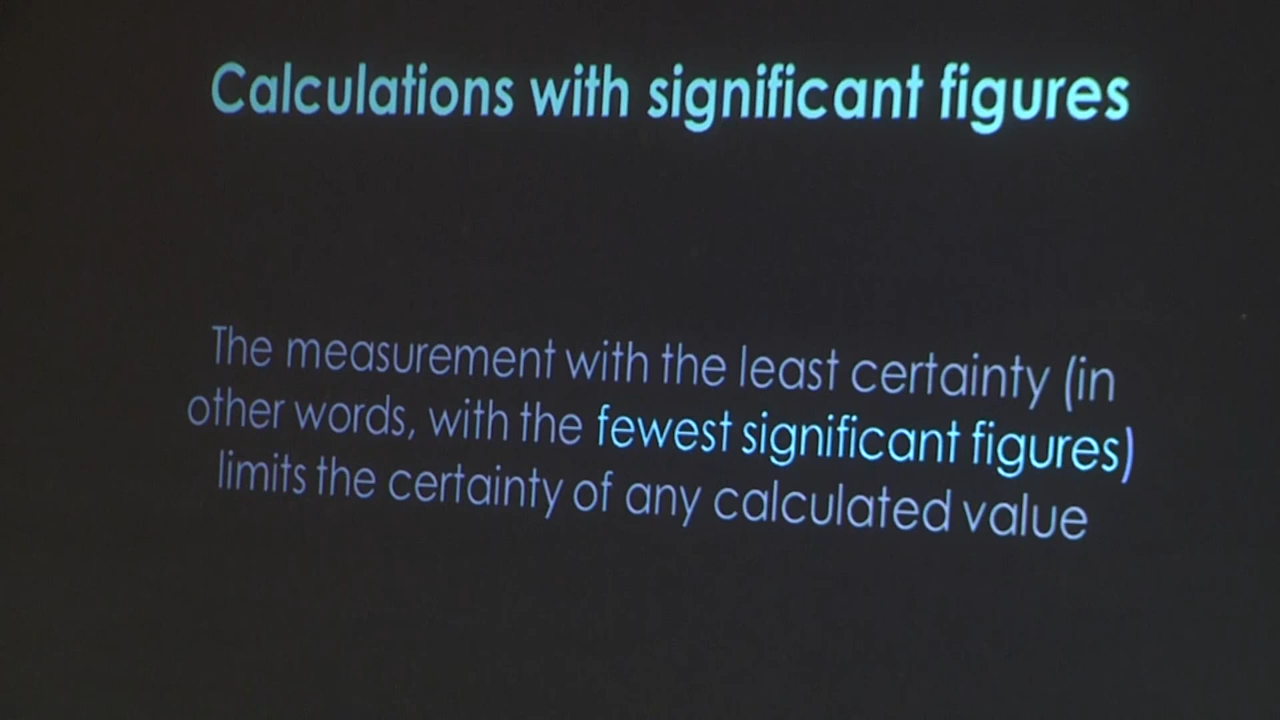 Calculations with significant figures
The measurement with the least certainty (in
other words, with the fewest significant figures)
limits the certainty of any calculated value